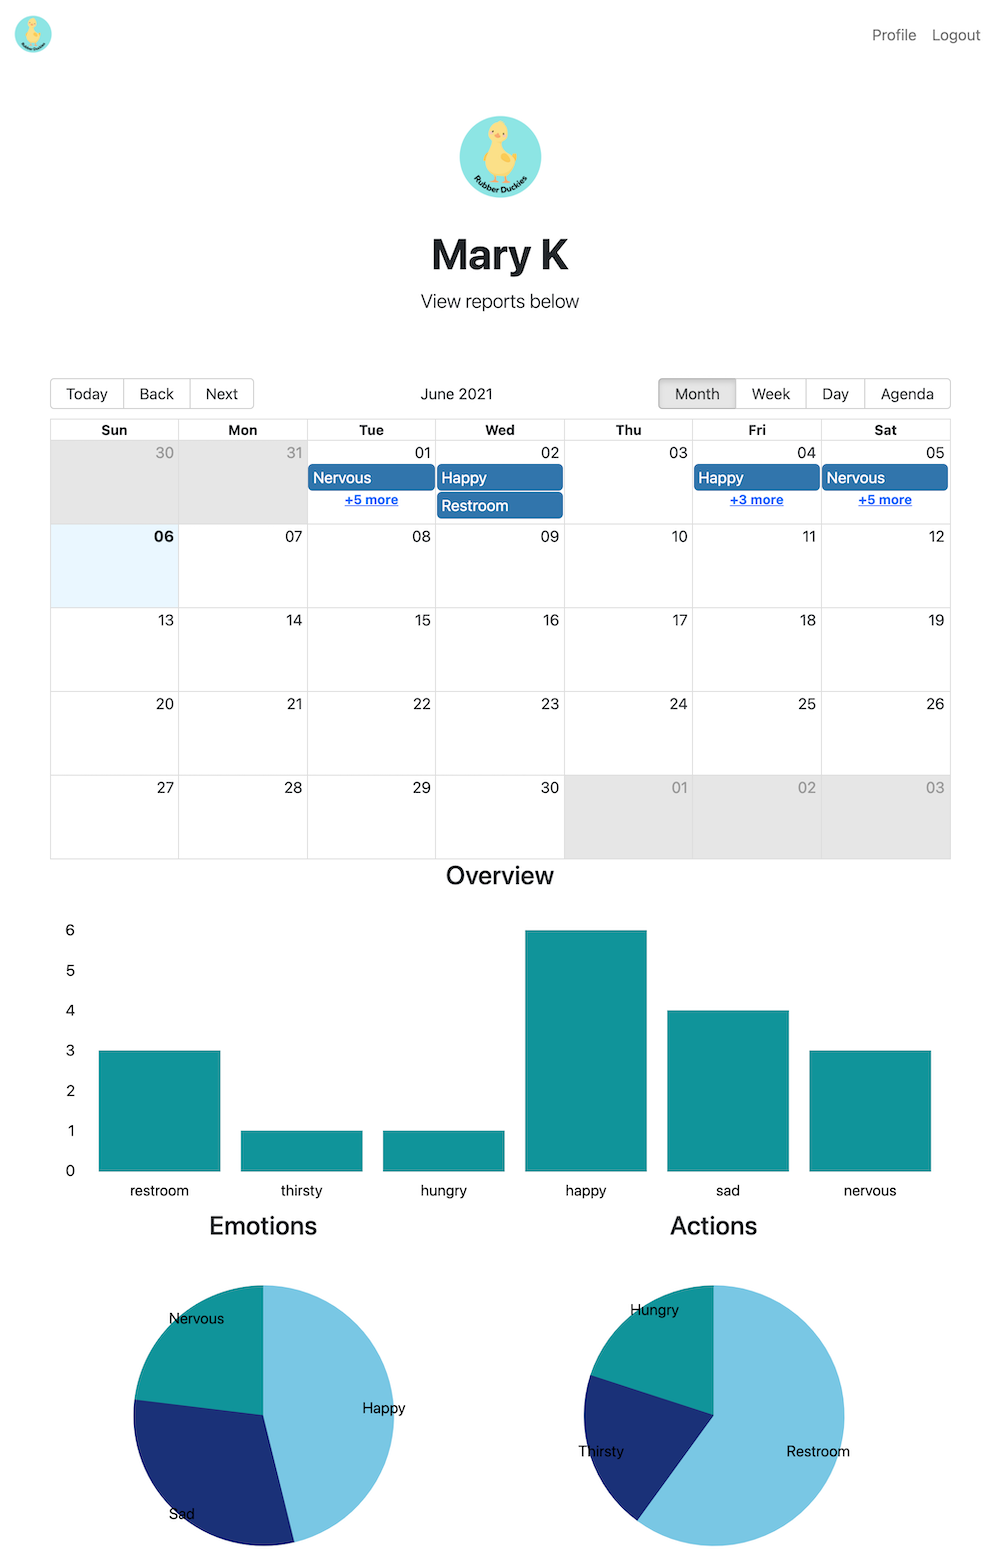 Rubber Duckies
Profile Logout
Rubber Duckies
Mary K
View reports below
Today Back Next June 2021 Month Week Day Agenda
Sun Mon Tue Wed Thu Fri Sat
30 31 01 02 03 04 05
Nervous Happy Happy Nervous
+5 more Restroom +3 more +5 more
06 07 08 09 10 11 12
13 14 15 16 17 18 19
20 21 22 23 24 25 26
27 28 29 30 01 02 03
Overview
6
5
4
3
2
1
0
restroom thirsty hungry happy sad nervous
Emotions Actions
Nervous Hungry
Happy
Thirsty Restroom
Sad